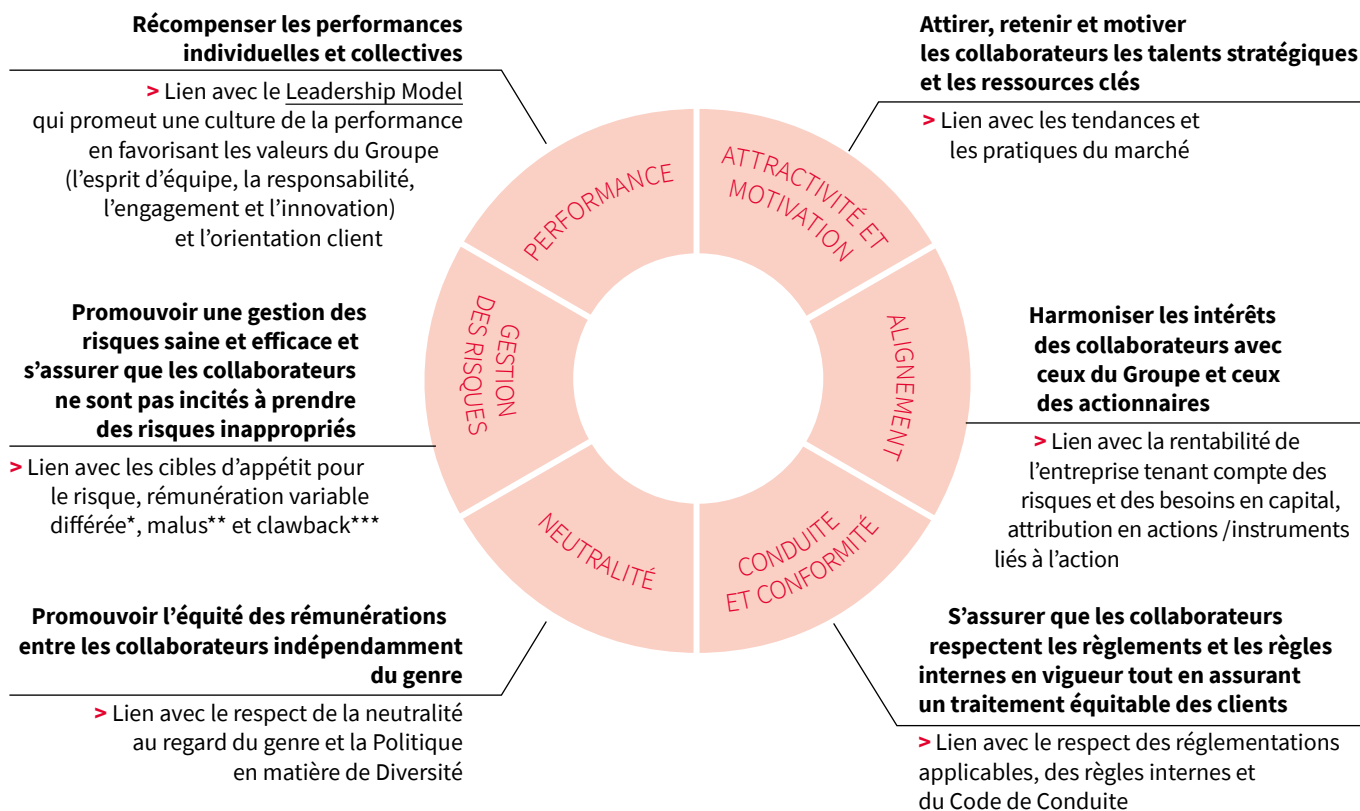 Récompenser les performances
individuelles et collectives
> Lien avec le Leadership Model
qui promeut une culture de la performance
en favorisant les valeurs du Groupe
(l’esprit d’équipe, la responsabilité,
l’engagement et l’innovation)
et l’orientation client
Promouvoir une gestion des
risques saine et efficace et
s’assurer que les collaborateurs
ne sont pas incités à prendre
des risques inappropriés
> Lien avec les cibles d’appétit pour
le risque, rémunération variable
différée*, malus** et clawback***
Promouvoir l’équité des rémunérations
entre les collaborateurs indépendamment
du genre
> Lien avec le respect de la neutralité
au regard du genre et la Politique
en matière de Diversité
PERFORMANCE
ATTRACTIVITÉ ET
MOTIVATION
GESTION
DES RISQUES
ALIGNEMENT
NEUTRALITÉ
CONDUITE
ET CONFORMITÉ
Attirer, retenir et motiver
les collaborateurs les talents stratégiques
et les ressources clés
> Lien avec les tendances et
les pratiques du marché
Harmoniser les intérêts
des collaborateurs avec
ceux du Groupe et ceux
des actionnaires
> Lien avec la rentabilité de
l’entreprise tenant compte des
risques et des besoins en capital,
attribution en actions /instruments
liés à l’action
S’assurer que les collaborateurs
respectent les règlements et les règles
internes en vigueur tout en assurant
un traitement équitable des clients
> Lien avec le respect des réglementations
applicables, des règles internes et
du Code de Conduite